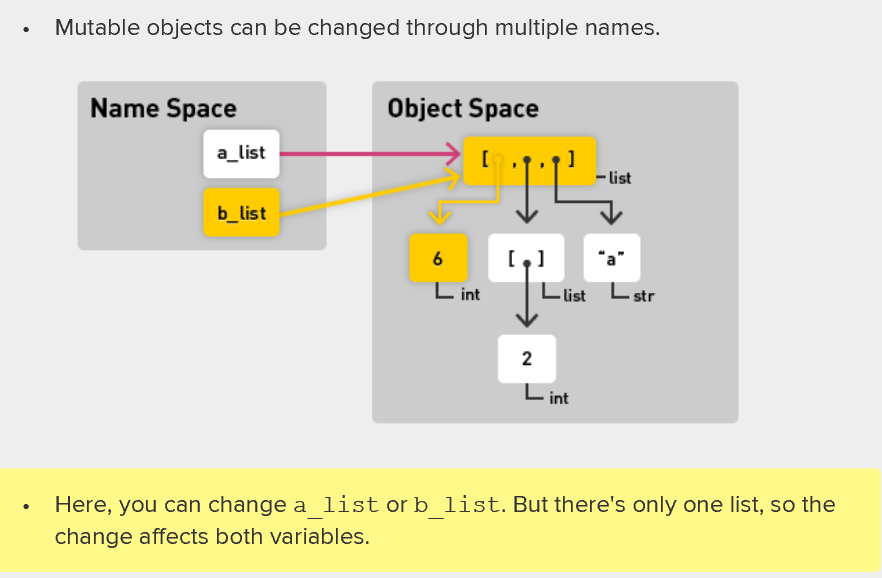 • Mutable objects can be changed through multiple names.
Name Space
Object Space
a_list
[ , , ]
list
b_list
6
[ ]
"a"
int
list
str
2
int
• Here, you can change a_list or b_list. But there's only one list, so the
change affects both variables.